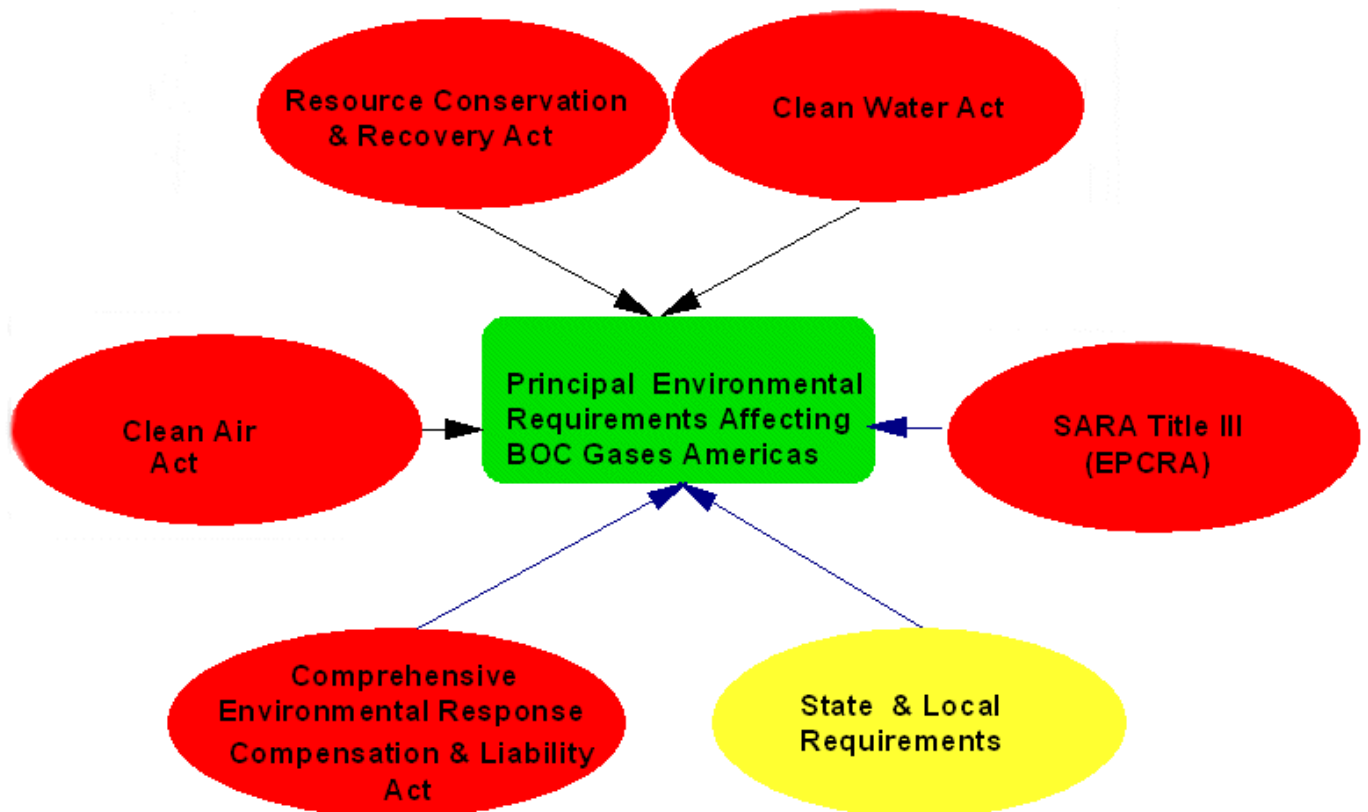 Resource Conservation
& Recovery Act
Clean Water Act
Clean Air
Act
Principal Environmental
Requirements Affecting
BOC Gases Americas
SARA Title III
(EPCRA)
Comprehensive
Environmental Response
Compensation & Liability
Act
State & Local
Requirements